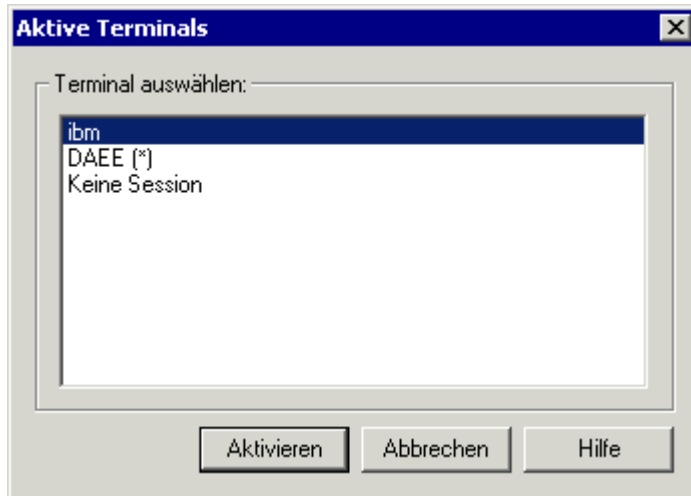 Aktive Terminals
Terminal auswählen:
ibm
DAEE (*)
Keine Session
Aktivieren Abbrechen Hilfe